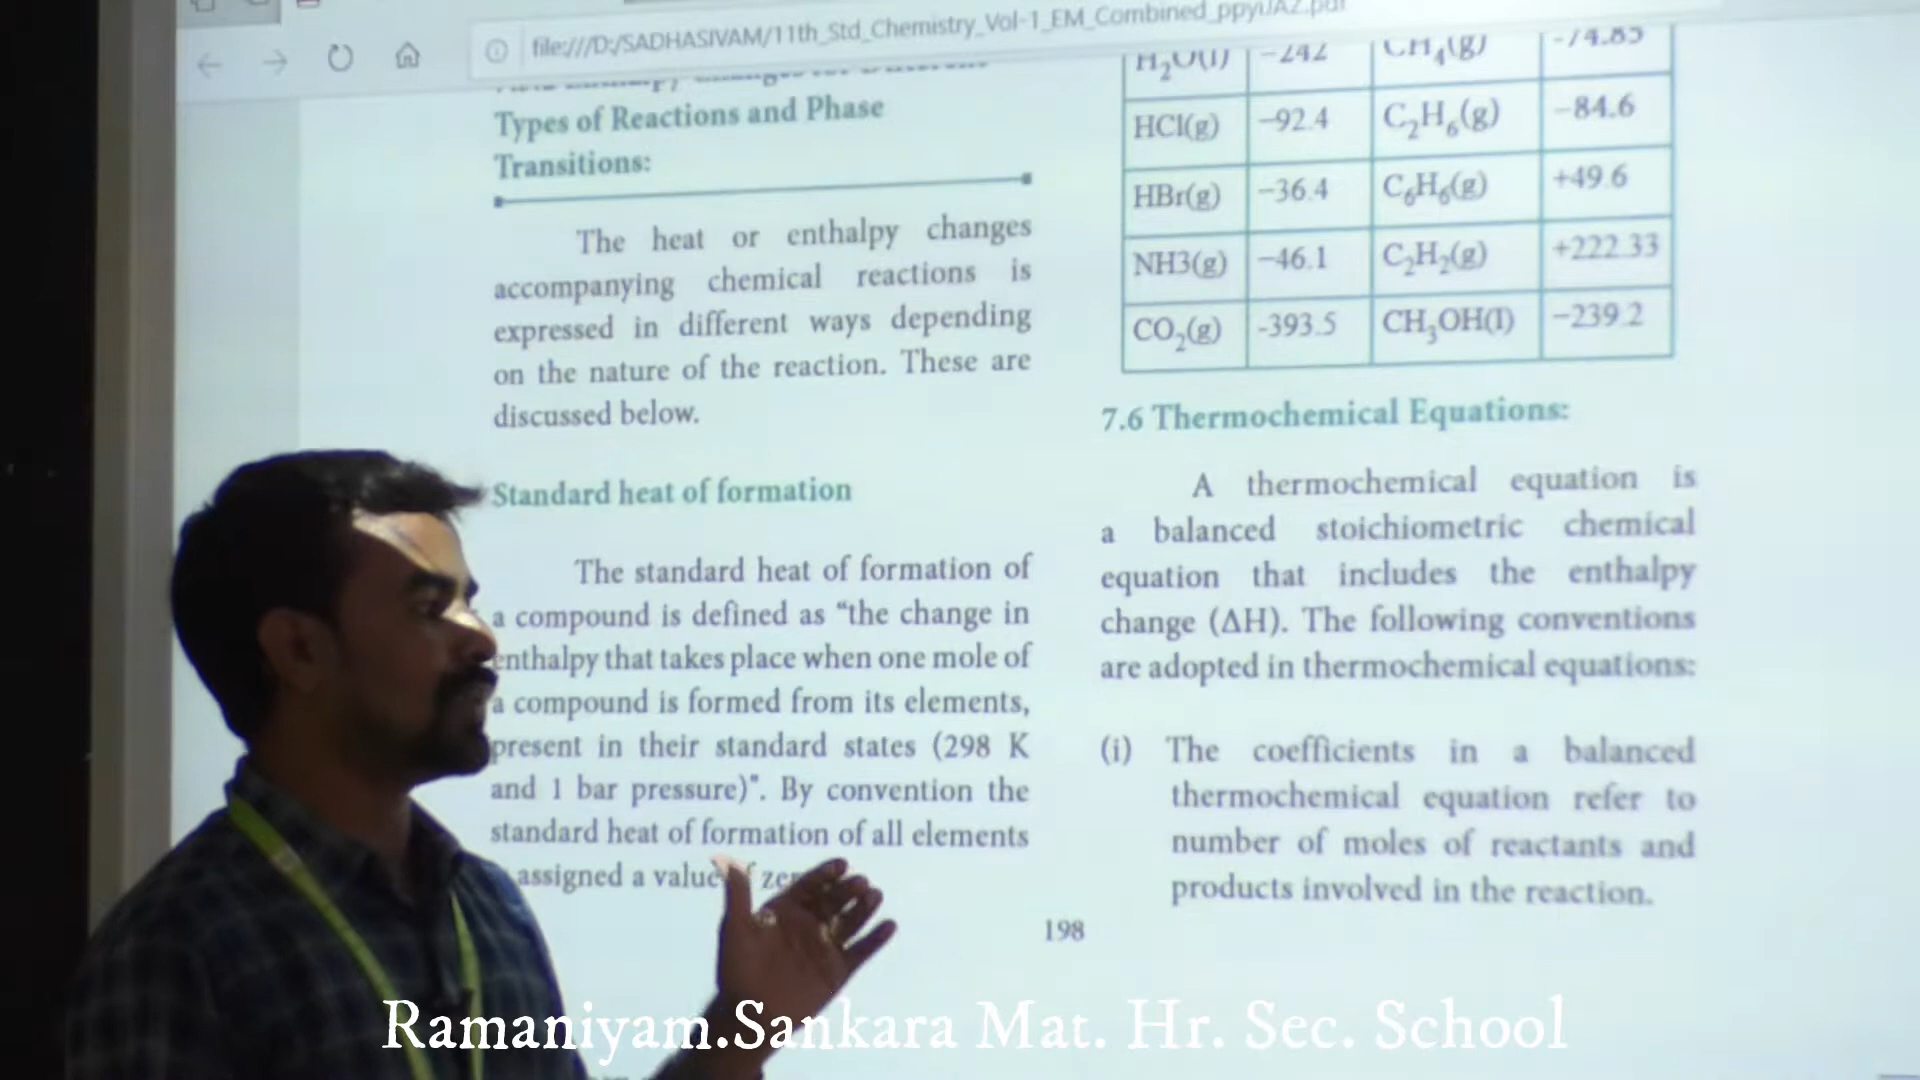 file:///D:/SADHASIVAM/11th_Std_Chemistry_Vol-1_EM_Combined_ppyUAZ.pdf
Types of Reactions and Phase
Transitions:
The heat or enthalpy changes
accompanying chemical reactions is
expressed in different ways depending
on the nature of the reaction. These are
discussed below.
Standard heat of formation
The standard heat of formation of
a compound is defined as “the change in
enthalpy that takes place when one mole of
a compound is formed from its elements,
present in their standard states (298 K
and 1 bar pressure)". By convention the
standard heat of formation of all elements
assigned a value
H₂O(l) −242 CH₄(g) -74.85
HCl(g) −92.4 C₂H₆(g) −84.6
HBr(g) −36.4 C₆H₆(g) +49.6
NH3(g) −46.1 C₂H₂(g) +222.33
CO₂(g) -393.5 CH₃OH(l) −239.2
7.6 Thermochemical Equations:
A thermochemical equation is
a balanced stoichiometric chemical
equation that includes the enthalpy
change (ΔH). The following conventions
are adopted in thermochemical equations:
(i) The coefficients in a balanced
thermochemical equation refer to
number of moles of reactants and
products involved in the reaction.
198
Ramaniyam.Sankara Mat. Hr. Sec. School